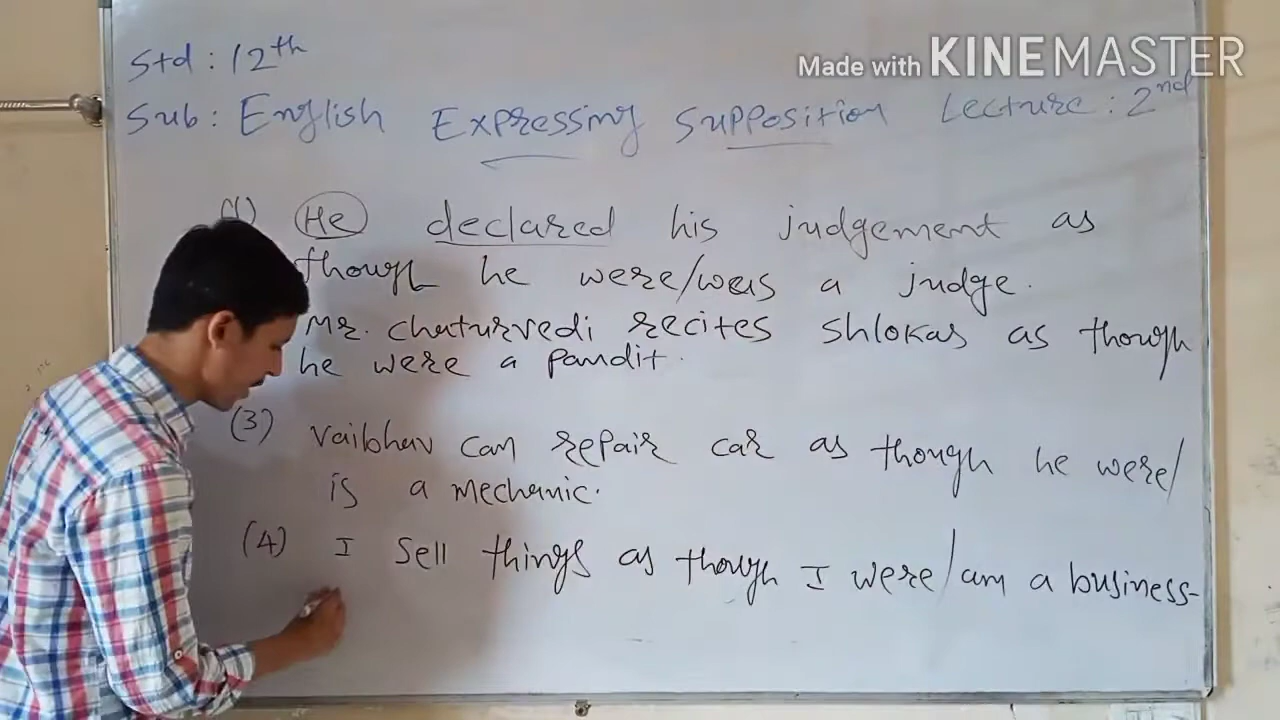 Made with KINEMASTER
Std : 12th
Sub : English Expressing Supposition Lecture : 2nd
(1) He declared his judgement as
though he were/was a judge.
Mr. Chaturvedi recites shlokas as though
he were a pandit.
(3) Vaibhav can repair car as though he were/
is a mechanic.
(4) I sell things as though I were/am a business-